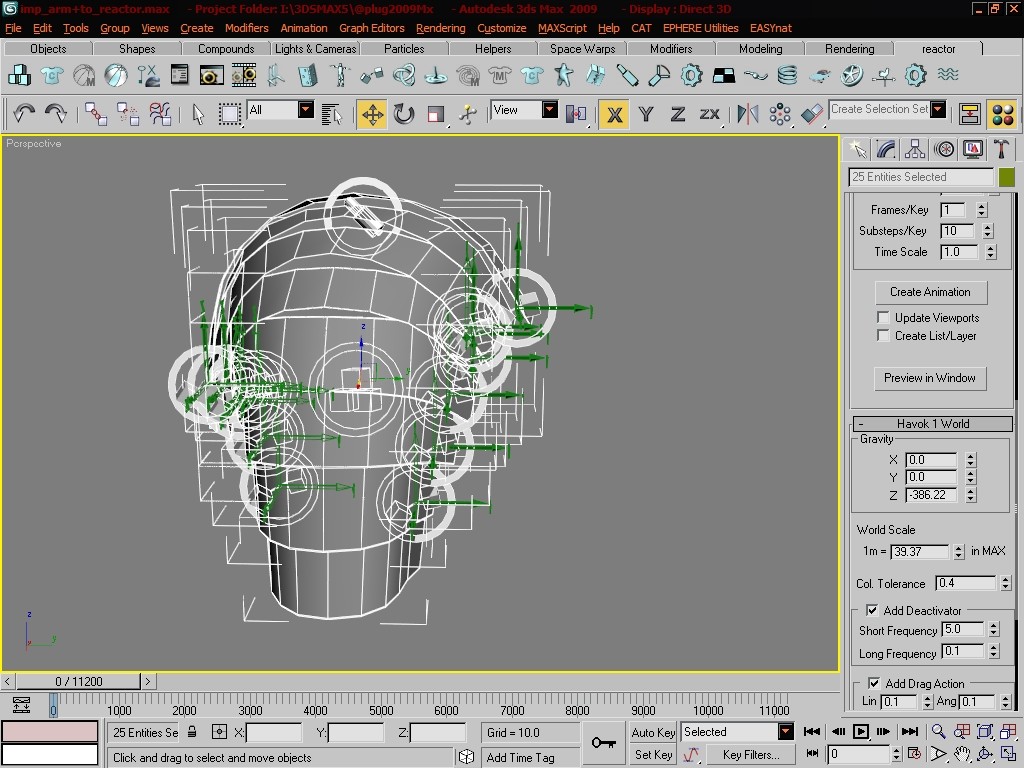 imp_arm+to_reactor.max - Project Folder: I:\3DSMAX5\@plug2009Mx - Autodesk 3ds Max 2009 - Display : Direct 3D
File Edit Tools Group Views Create Modifiers Animation Graph Editors Rendering Customize MAXScript Help CAT EPHERE Utilities EASYnat
Objects Shapes Compounds Lights & Cameras Particles Helpers Space Warps Modifiers Modeling Rendering reactor
All View X Y Z ZX Create Selection Set
Perspective
25 Entities Selected
Frames/Key 1
Substeps/Key 10
Time Scale 1.0
Create Animation
Update Viewports
Create List/Layer
Preview in Window
- Havok 1 World
Gravity
X 0.0
Y 0.0
Z -386.22
World Scale
1m = 39.37 in MAX
Col. Tolerance 0.4
Add Deactivator
Short Frequency 5.0
Long Frequency 0.1
Add Drag Action
Lin 0.1 Ang 0.1
z
z
y
< 0 / 11200 >
0 1000 2000 3000 4000 5000 6000 7000 8000 9000 10000 11000
25 Entities Se X: Y: Z: Grid = 10.0 Auto Key Selected
Click and drag to select and move objects Add Time Tag Set Key Key Filters... 0